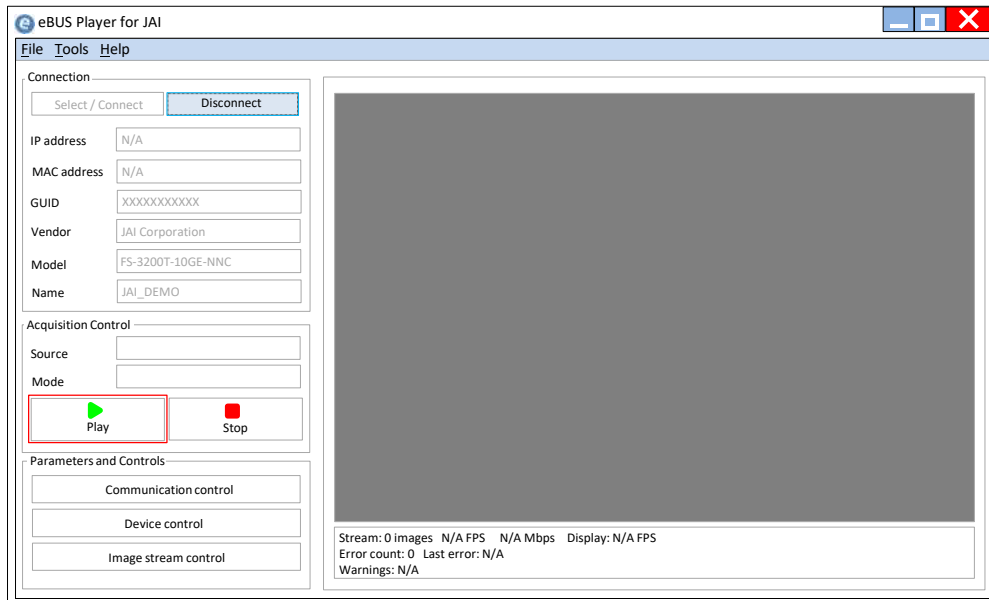 eBUS Player for JAI
File Tools Help
Connection
Select / Connect
Disconnect
IP address
N/A
MAC address
N/A
GUID
XXXXXXXXXXX
Vendor
JAI Corporation
Model
FS-3200T-10GE-NNC
Name
JAI_DEMO
Acquisition Control
Source
Mode
Play
Stop
Parameters and Controls
Communication control
Device control
Image stream control
Stream: 0 images N/A FPS N/A Mbps Display: N/A FPS
Error count: 0 Last error: N/A
Warnings: N/A